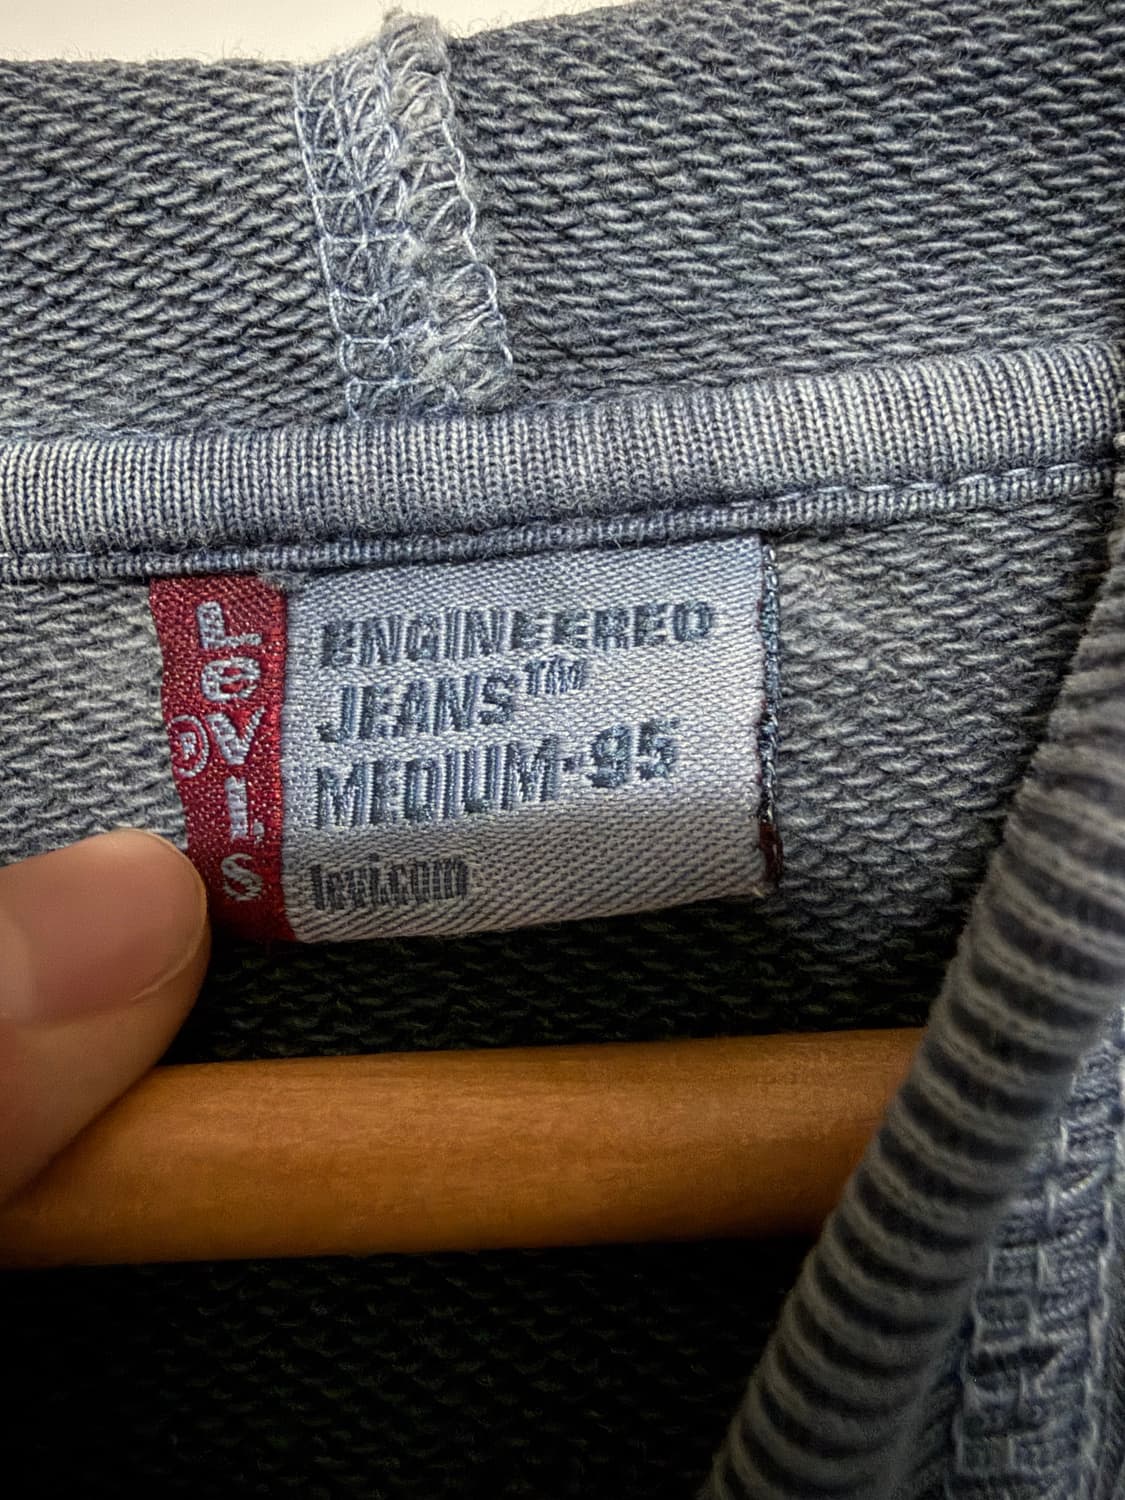 Levi's
®
ENGINEERED
JEANS™
MEDIUM-95
levi.com